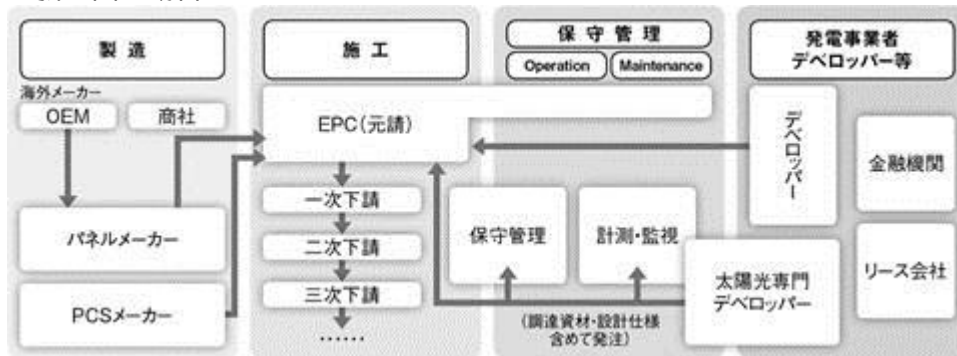 製造
海外メーカー
OEM
商社
パネルメーカー
PCSメーカー
施工
EPC(元請)
一次下請
二次下請
三次下請
……
保守管理
Operation
Maintenance
保守管理
計測・監視
(調達資材・設計仕様
含めて発注)
発電事業者
デベロッパー等
デベロッパー
金融機関
太陽光専門
デベロッパー
リース会社